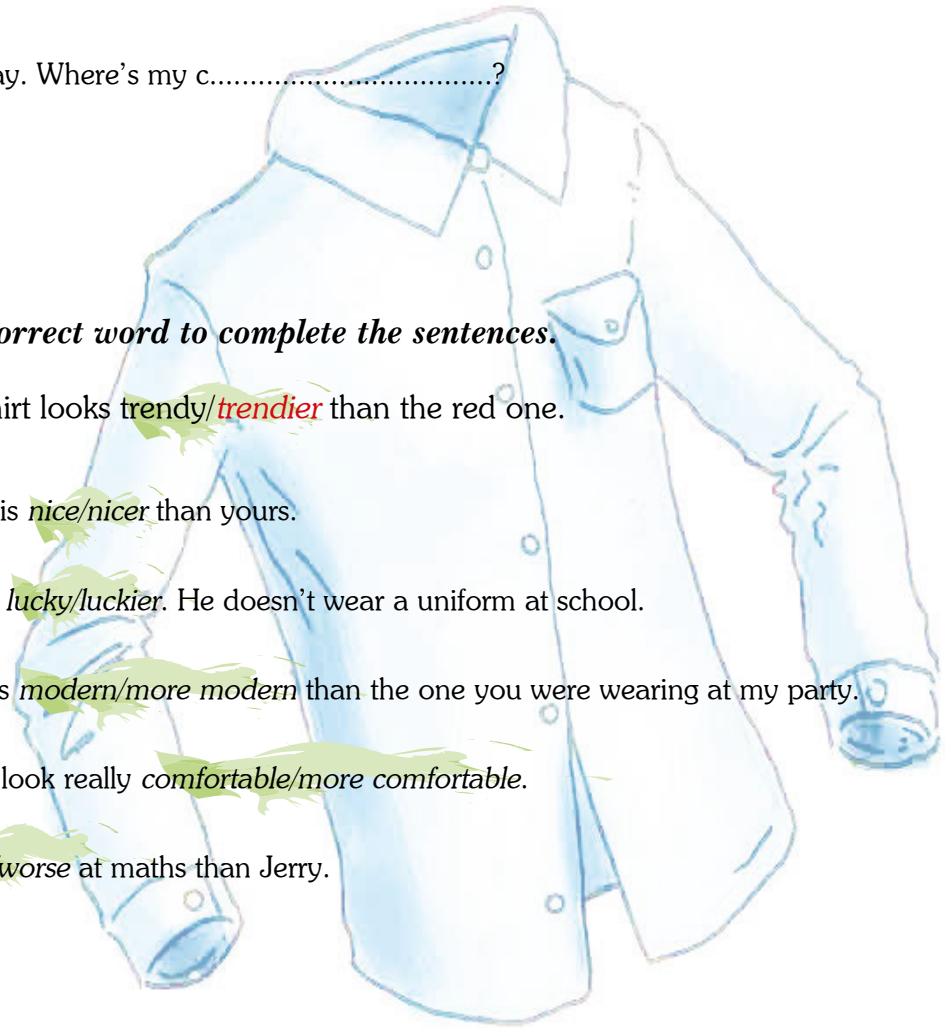 ay. Where's my c..................................?
orrect word to complete the sentences.
irt looks trendy/trendier than the red one.
is nice/nicer than yours.
lucky/luckier. He doesn't wear a uniform at school.
s modern/more modern than the one you were wearing at my party.
look really comfortable/more comfortable.
/worse at maths than Jerry.